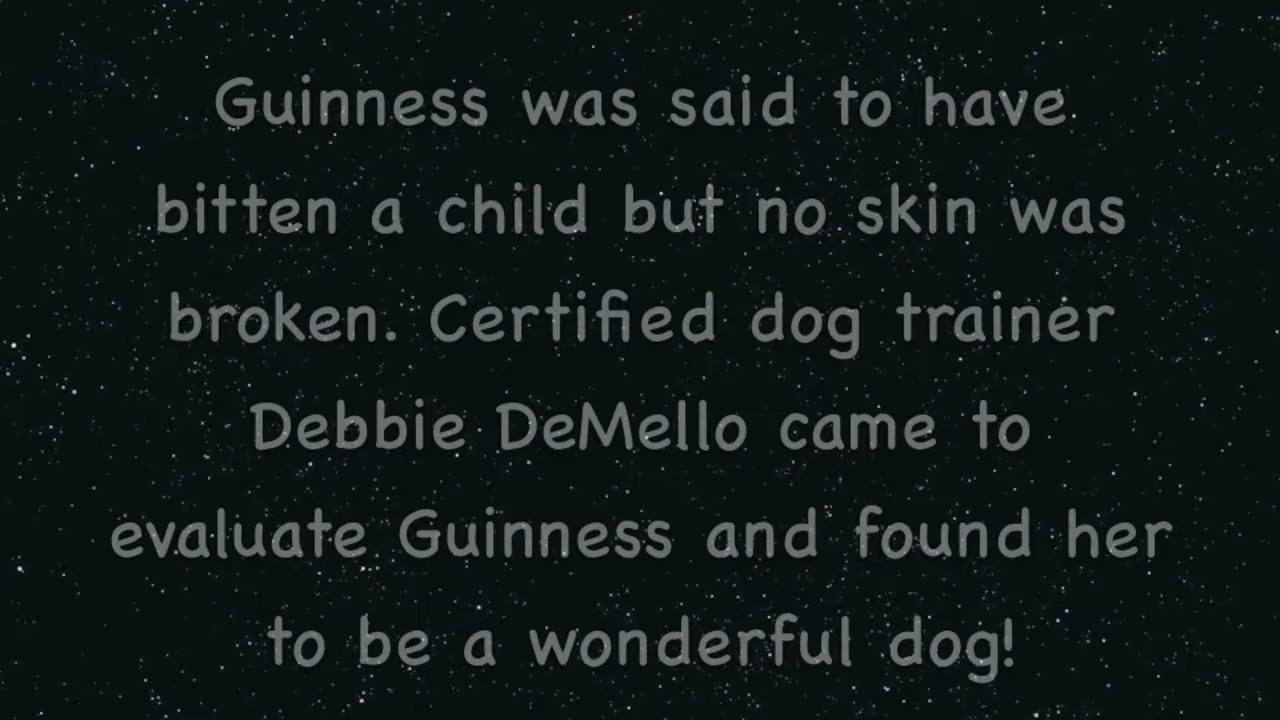 Guinness was said to have
bitten a child but no skin was
broken. Certified dog trainer
Debbie DeMello came to
evaluate Guinness and found her
to be a wonderful dog!